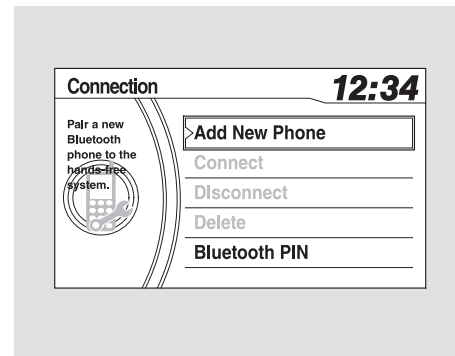 Connection
12:34
Pair a new
Bluetooth
phone to the
hands-free
system.
Add New Phone
Connect
Disconnect
Delete
Bluetooth PIN